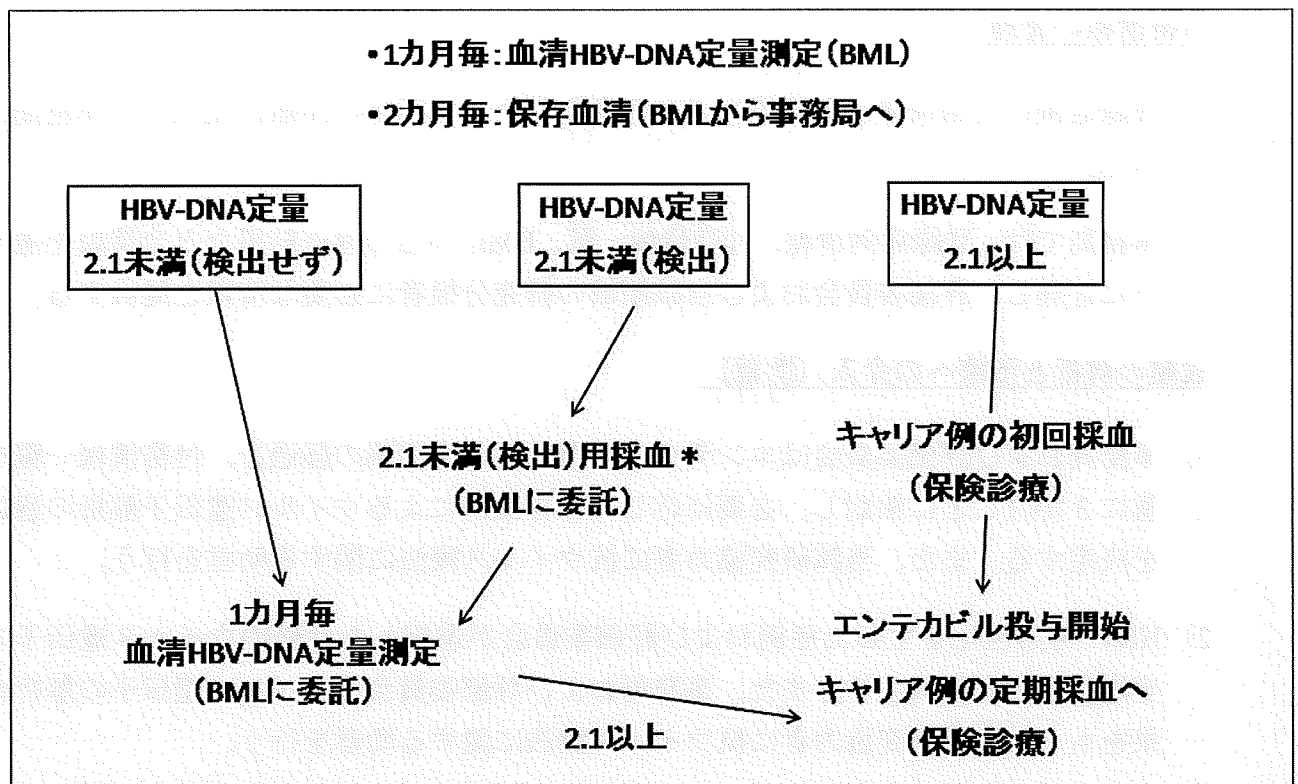 •1カ月毎：血清HBV-DNA定量測定（BML）
•2カ月毎：保存血清（BMLから事務局へ）
HBV-DNA定量
2.1未満（検出せず）
HBV-DNA定量
2.1未満（検出）
HBV-DNA定量
2.1以上
2.1未満（検出）用採血＊
（BMLに委託）
キャリア例の初回採血
（保険診療）
1カ月毎
血清HBV-DNA定量測定
（BMLに委託）
2.1以上
エンテカビル投与開始
キャリア例の定期採血へ
（保険診療）